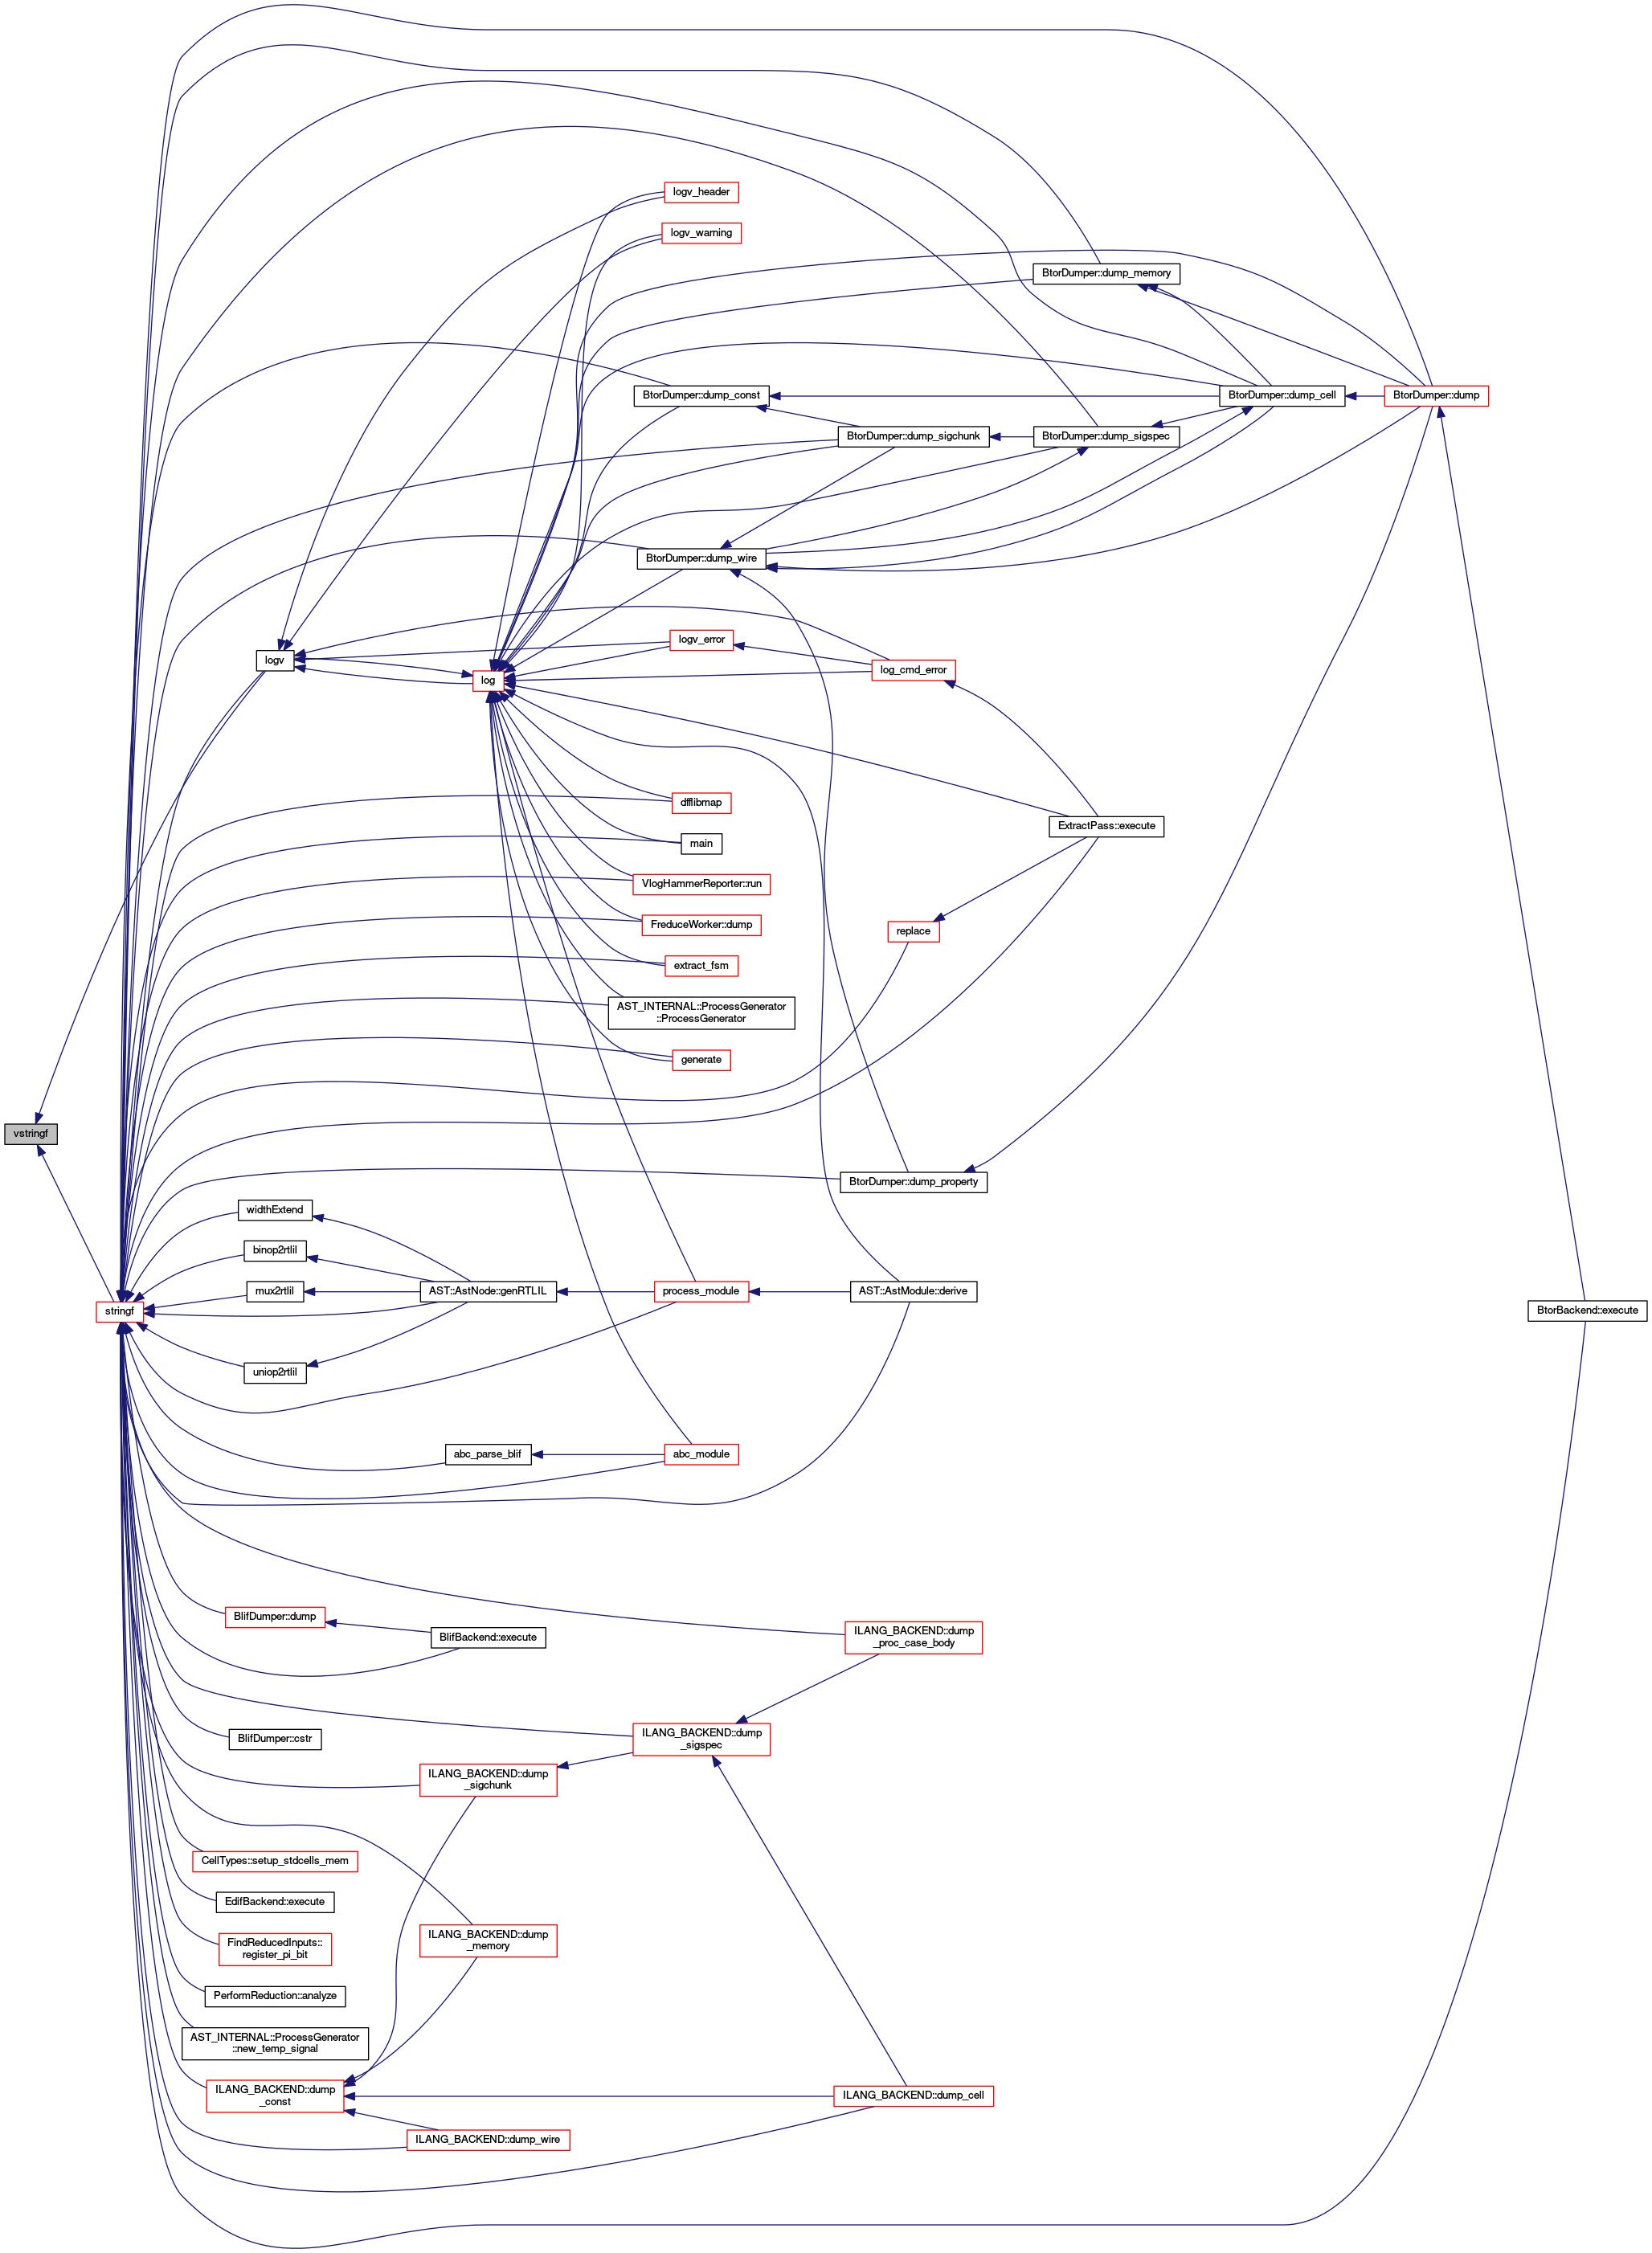 logv_header
logv_warning
BtorDumper::dump_memory
BtorDumper::dump_const
BtorDumper::dump_cell
BtorDumper::dump
BtorDumper::dump_sigchunk
BtorDumper::dump_sigspec
BtorDumper::dump_wire
logv_error
logv
log_cmd_error
log
dfflibmap
ExtractPass::execute
main
VlogHammerReporter::run
FreduceWorker::dump
replace
extract_fsm
AST_INTERNAL::ProcessGenerator
::ProcessGenerator
generate
vstringf
BtorDumper::dump_property
widthExtend
binop2rtlil
mux2rtlil
AST::AstNode::genRTLIL
process_module
AST::AstModule::derive
stringf
BtorBackend::execute
uniop2rtlil
abc_parse_blif
abc_module
BlifDumper::dump
BlifBackend::execute
ILANG_BACKEND::dump
_proc_case_body
BlifDumper::cstr
ILANG_BACKEND::dump
_sigspec
ILANG_BACKEND::dump
_sigchunk
CellTypes::setup_stdcells_mem
EdifBackend::execute
FindReducedInputs::
register_pi_bit
ILANG_BACKEND::dump
_memory
PerformReduction::analyze
AST_INTERNAL::ProcessGenerator
::new_temp_signal
ILANG_BACKEND::dump
_const
ILANG_BACKEND::dump_cell
ILANG_BACKEND::dump_wire